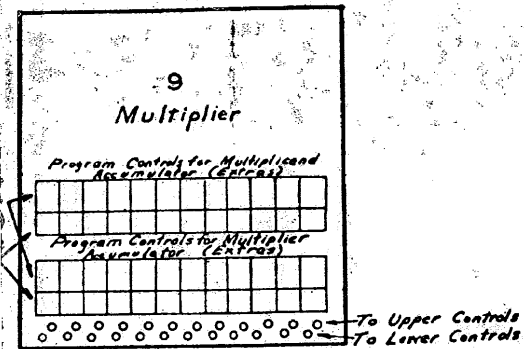 9
Multiplier
Program Controls for Multiplicand
Accumulator (Extras)
Program Controls for Multiplier
Accumulator (Extras)
To Upper Controls
To Lower Controls